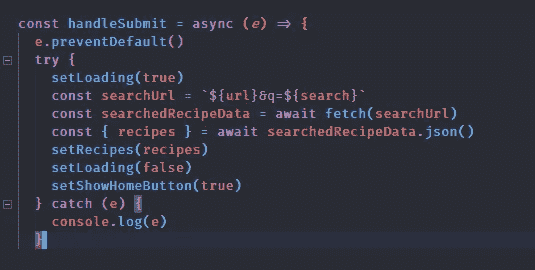 const handleSubmit = async (e) => {
e.preventDefault()
try {
setLoading(true)
const searchUrl = `${url}&q=${search}`
const searchedRecipeData = await fetch(searchUrl)
const { recipes } = await searchedRecipeData.json()
setRecipes(recipes)
setLoading(false)
setShowHomeButton(true)
} catch (e) {
console.log(e)
}